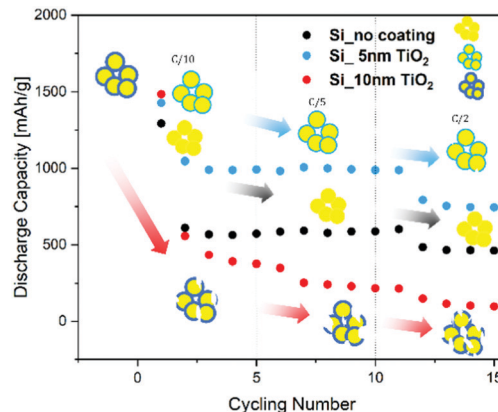 2000
1500
1000
500
0
Discharge Capacity [mAh/g]
Si_no coating
Si_ 5nm TiO₂
Si_10nm TiO₂
C/10
C/5
C/2
0
5
10
15
Cycling Number